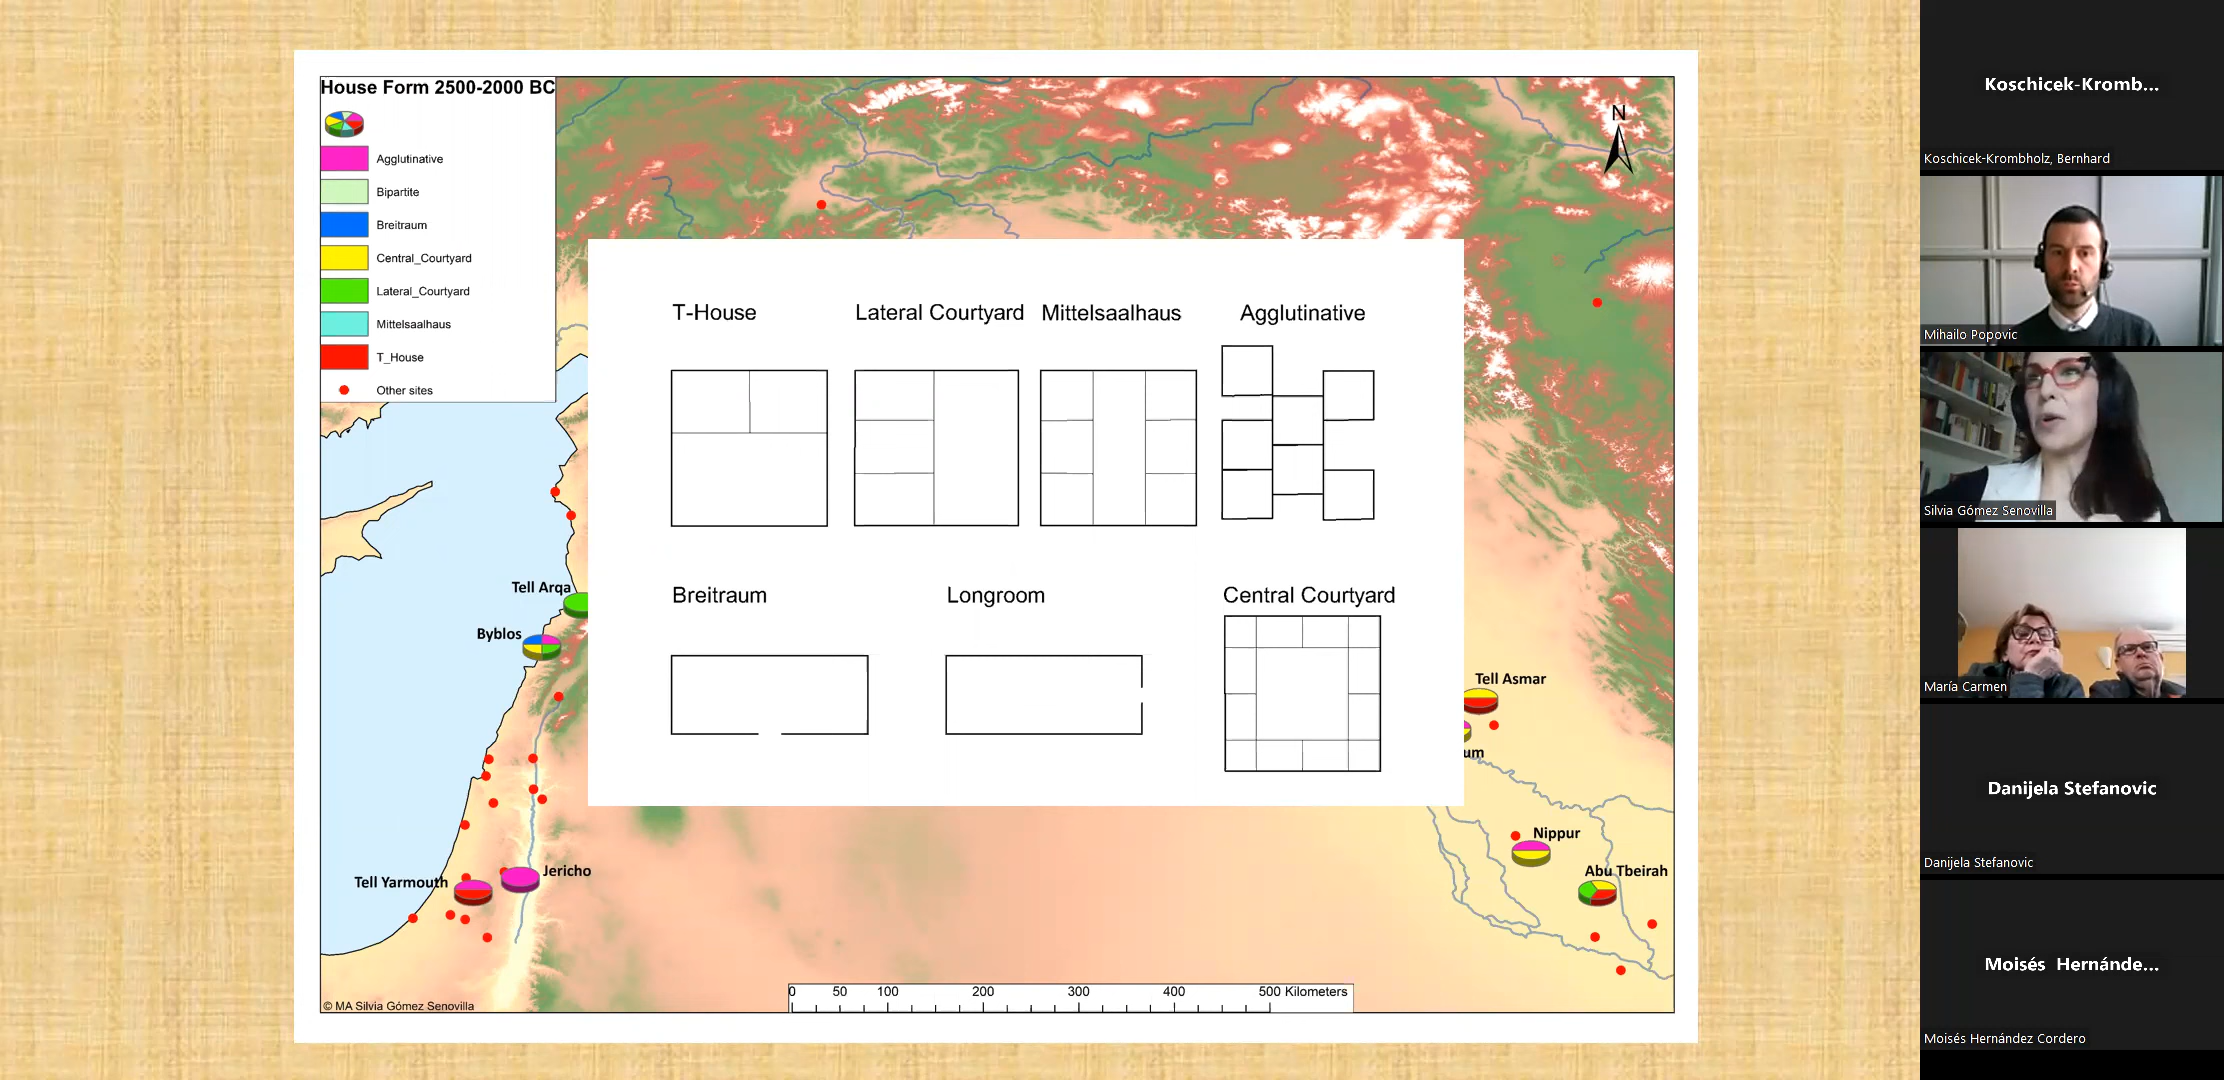 House Form 2500-2000 BC
Agglutinative
Bipartite
Breitraum
Central_Courtyard
Lateral_Courtyard
Mittelsaalhaus
T_House
Other sites
N
T-House
Lateral Courtyard
Mittelsaalhaus
Agglutinative
Breitraum
Longroom
Central Courtyard
Tell Arqa
Byblos
Tell Yarmouth
Jericho
Tell Asmar
um
Nippur
Abu Tbeirah
0 50 100 200 300 400 500 Kilometers
© MA Silvia Gómez Senovilla
Koschicek-Kromb...
Koschicek-Krombholz, Bernhard
Mihailo Popovic
Silvia Gómez Senovilla
María Carmen
Danijela Stefanovic
Danijela Stefanovic
Moisés Hernánde...
Moisés Hernández Cordero